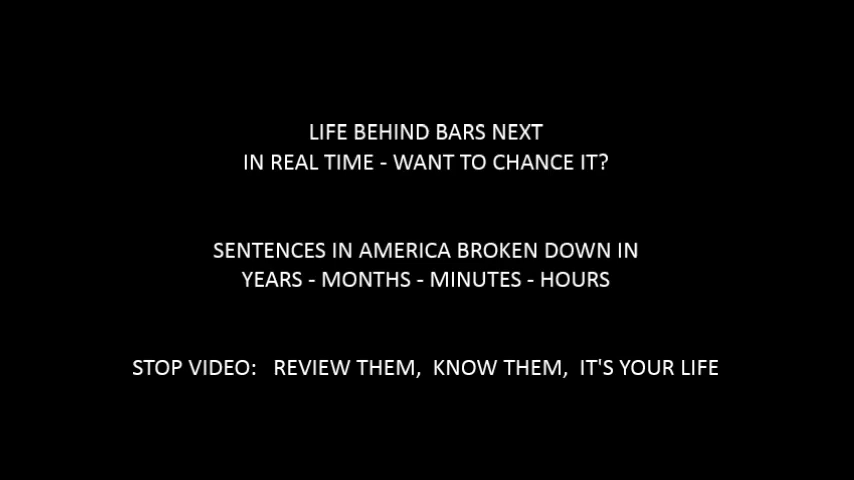 LIFE BEHIND BARS NEXT
IN REAL TIME - WANT TO CHANCE IT?
SENTENCES IN AMERICA BROKEN DOWN IN
YEARS - MONTHS - MINUTES - HOURS
STOP VIDEO:   REVIEW THEM,  KNOW THEM,  IT'S YOUR LIFE